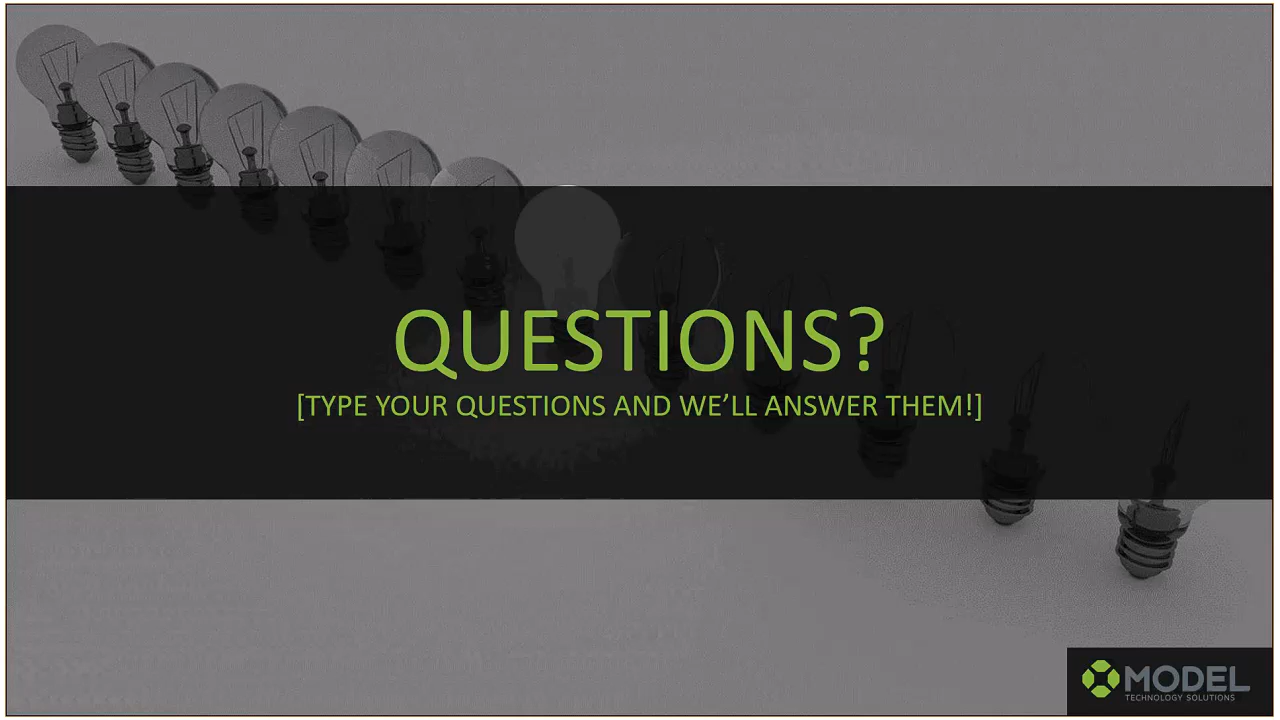 QUESTIONS?
[TYPE YOUR QUESTIONS AND WE’LL ANSWER THEM!]
MODEL
TECHNOLOGY SOLUTIONS